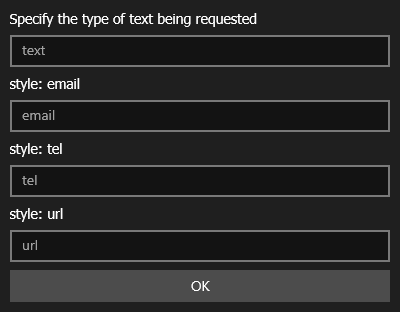 Specify the type of text being requested
text
style: email
email
style: tel
tel
style: url
url
OK